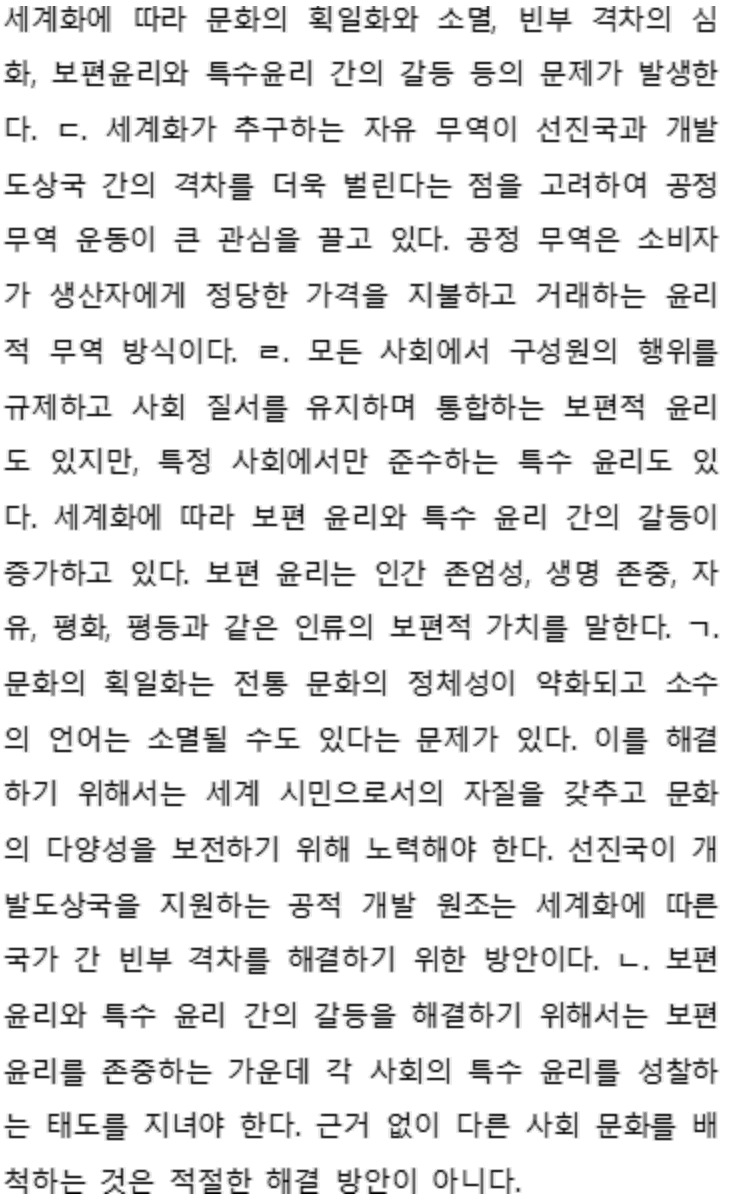 세계화에 따라 문화의 획일화와 소멸, 빈부 격차의 심
화, 보편윤리와 특수윤리 간의 갈등 등의 문제가 발생한
다. ㄷ. 세계화가 추구하는 자유 무역이 선진국과 개발
도상국 간의 격차를 더욱 벌린다는 점을 고려하여 공정
무역 운동이 큰 관심을 끌고 있다. 공정 무역은 소비자
가 생산자에게 정당한 가격을 지불하고 거래하는 윤리
적 무역 방식이다. ㄹ. 모든 사회에서 구성원의 행위를
규제하고 사회 질서를 유지하며 통합하는 보편적 윤리
도 있지만, 특정 사회에서만 준수하는 특수 윤리도 있
다. 세계화에 따라 보편 윤리와 특수 윤리 간의 갈등이
증가하고 있다. 보편 윤리는 인간 존엄성, 생명 존중, 자
유, 평화, 평등과 같은 인류의 보편적 가치를 말한다. ㄱ.
문화의 획일화는 전통 문화의 정체성이 약화되고 소수
의 언어는 소멸될 수도 있다는 문제가 있다. 이를 해결
하기 위해서는 세계 시민으로서의 자질을 갖추고 문화
의 다양성을 보전하기 위해 노력해야 한다. 선진국이 개
발도상국을 지원하는 공적 개발 원조는 세계화에 따른
국가 간 빈부 격차를 해결하기 위한 방안이다. ㄴ. 보편
윤리와 특수 윤리 간의 갈등을 해결하기 위해서는 보편
윤리를 존중하는 가운데 각 사회의 특수 윤리를 성찰하
는 태도를 지녀야 한다. 근거 없이 다른 사회 문화를 배
척하는 것은 적절한 해결 방안이 아니다.